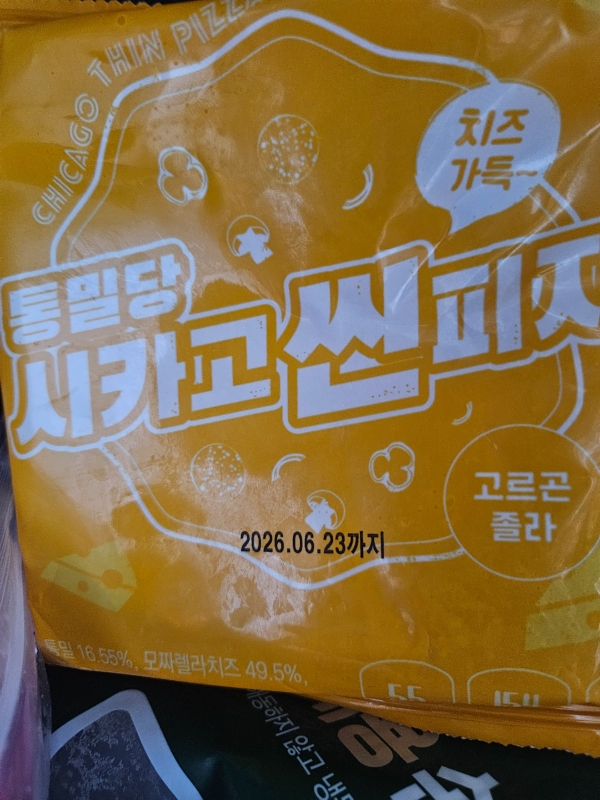 CHICAGO THIN PIZZA
치즈
가득~
통밀당
시카고씬피자
고르곤
졸라
2026.06.23까지
통밀 16.55%, 모짜렐라치즈 49.5%,
않고